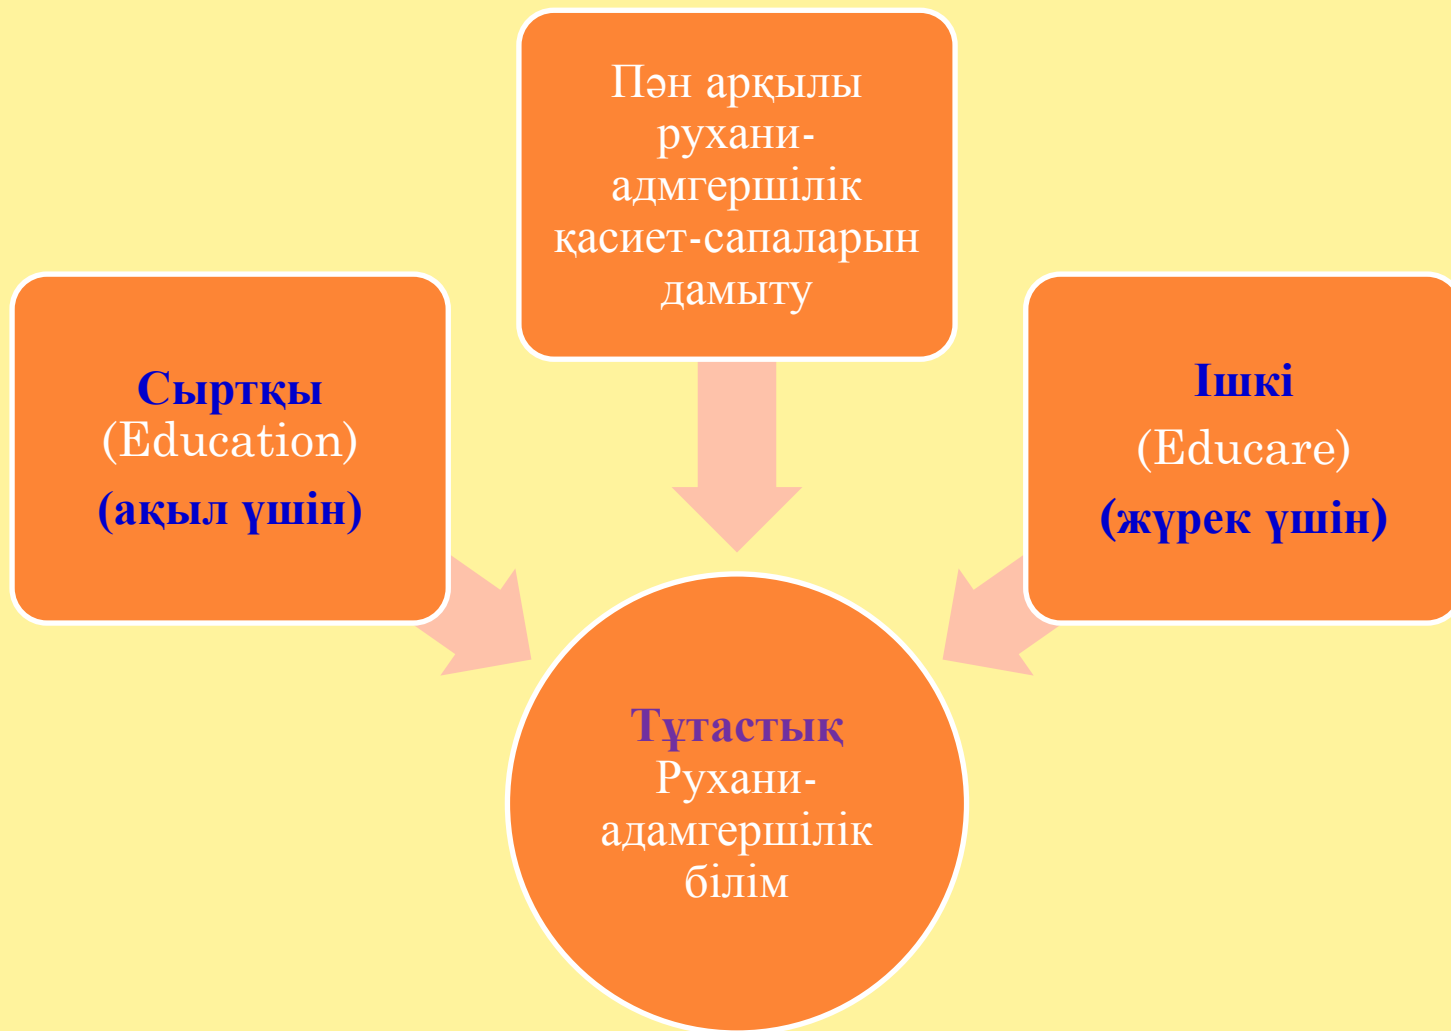 Пән арқылы
рухани-
адмгершілік
қасиет-сапаларын
дамыту
Сыртқы
(Education)
(ақыл үшін)
Ішкі
(Educare)
(жүрек үшін)
Тұтастық
Рухани-
адамгершілік
білім